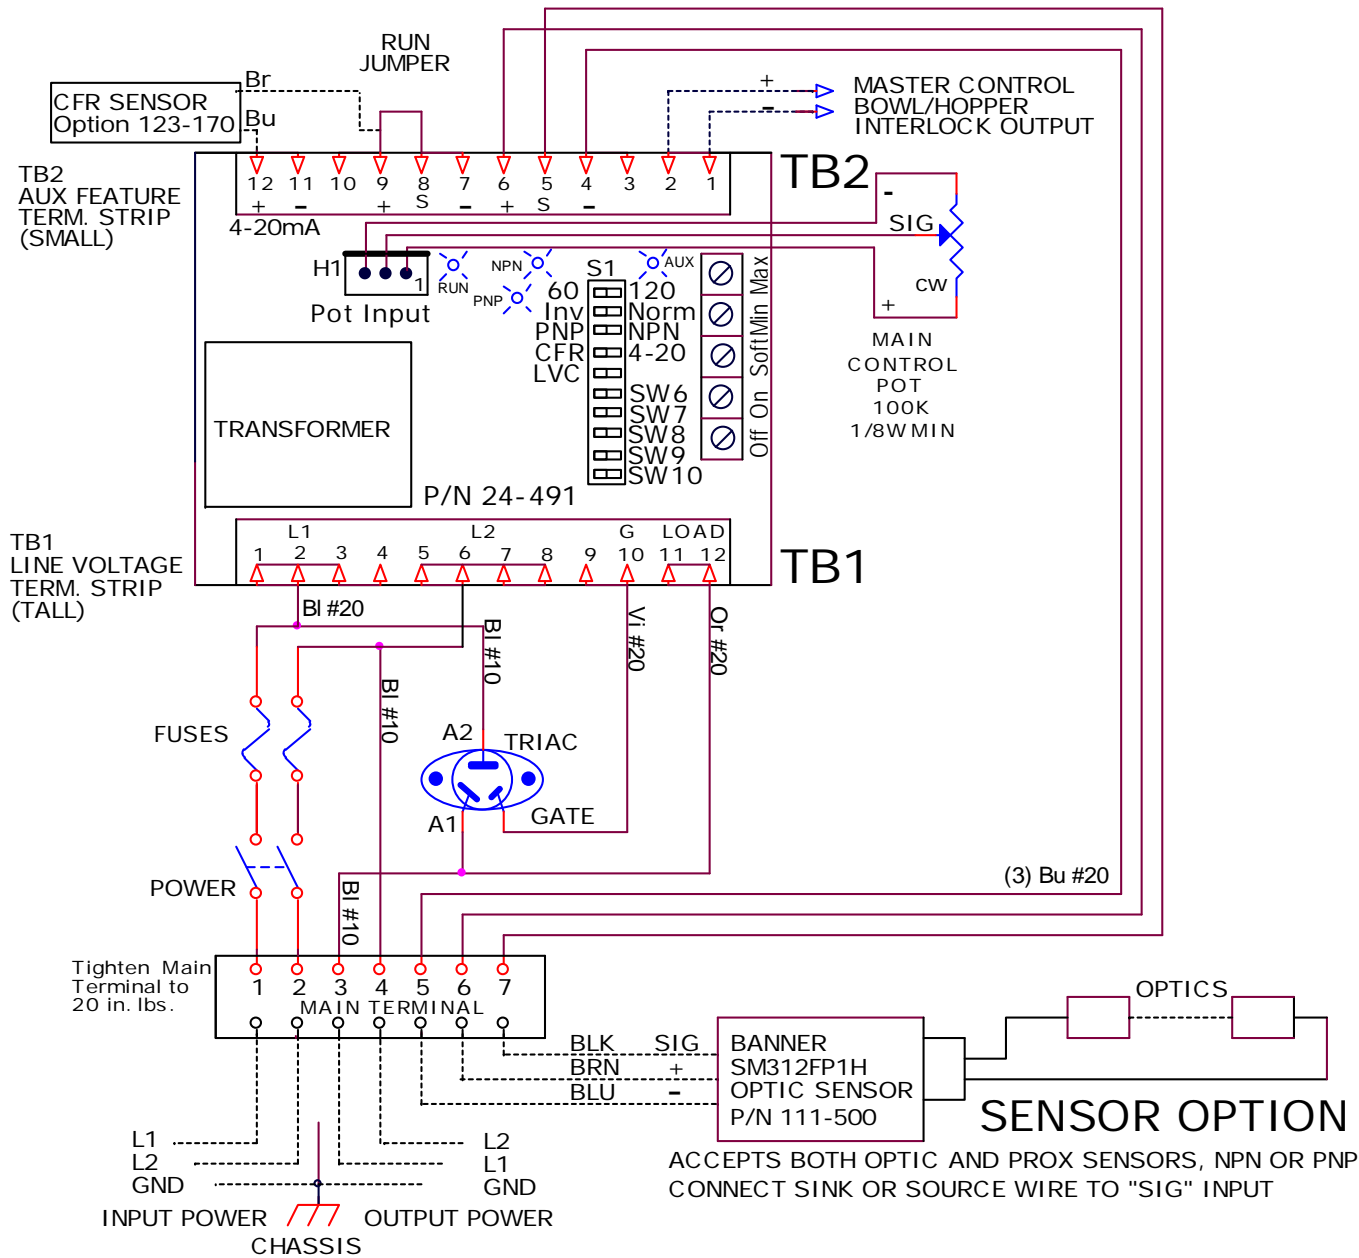 RUN
JUMPER
Br
CFR SENSOR
Option 123-170
Bu
+
-
MASTER CONTROL
BOWL/HOPPER
INTERLOCK OUTPUT
TB2
AUX FEATURE
TERM. STRIP
(SMALL)
12 11 10 9 8 7 6 5 4 3 2 1
+ - + S - + S -
4-20mA
TB2
-
SIG
CW
+
MAIN
CONTROL
POT
100K
1/8W MIN
H1
1
Pot Input
RUN
NPN
PNP
AUX
S1
60 120
Inv Norm
PNP NPN
CFR 4-20
LVC
SW6
SW7
SW8
SW9
SW10
Off On Soft Min Max
TRANSFORMER
P/N 24-491
TB1
LINE VOLTAGE
TERM. STRIP
(TALL)
L1 L2 G LOAD
1 2 3 4 5 6 7 8 9 10 11 12
TB1
Bl #20
Bl #10
Bl #10
Vi #20
Or #20
FUSES
A2 TRIAC
A1 GATE
POWER
Bl #10
(3) Bu #20
Tighten Main
Terminal to
20 in. lbs.
1 2 3 4 5 6 7
MAIN TERMINAL
OPTICS
BLK SIG
BRN +
BLU -
BANNER
SM312FP1H
OPTIC SENSOR
P/N 111-500
SENSOR OPTION
ACCEPTS BOTH OPTIC AND PROX SENSORS, NPN OR PNP
CONNECT SINK OR SOURCE WIRE TO "SIG" INPUT
L1 L2
L2 L1
GND GND
INPUT POWER OUTPUT POWER
CHASSIS